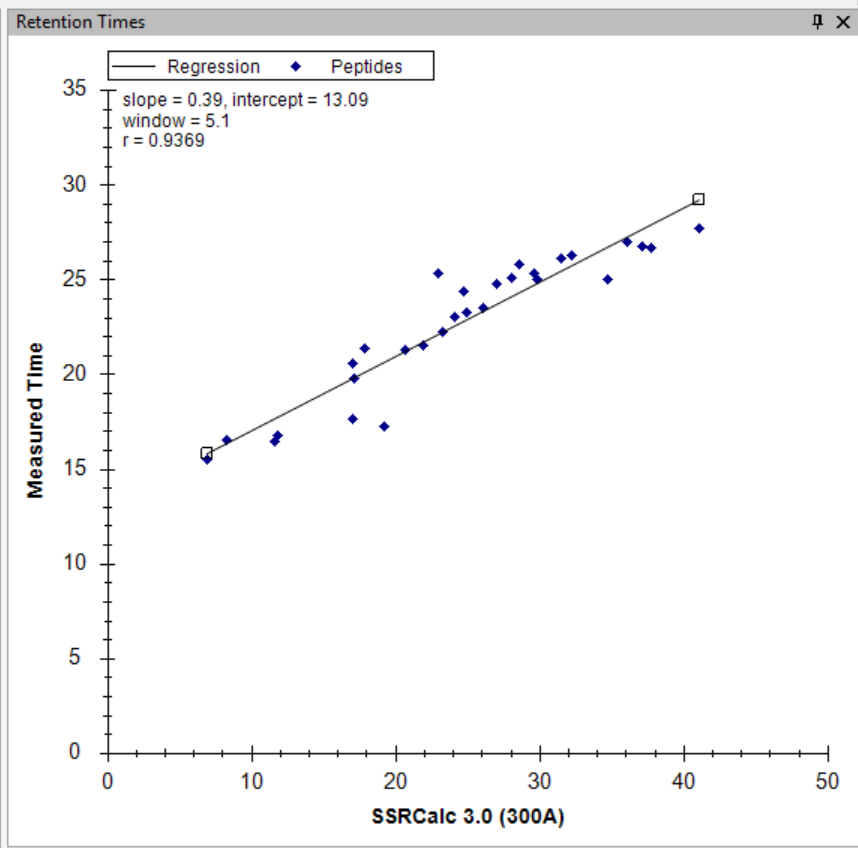 Retention Times
Regression Peptides
slope = 0.39, intercept = 13.09
window = 5.1
r = 0.9369
35
30
25
20
15
10
5
0
Measured Time
0 10 20 30 40 50
SSRCalc 3.0 (300A)